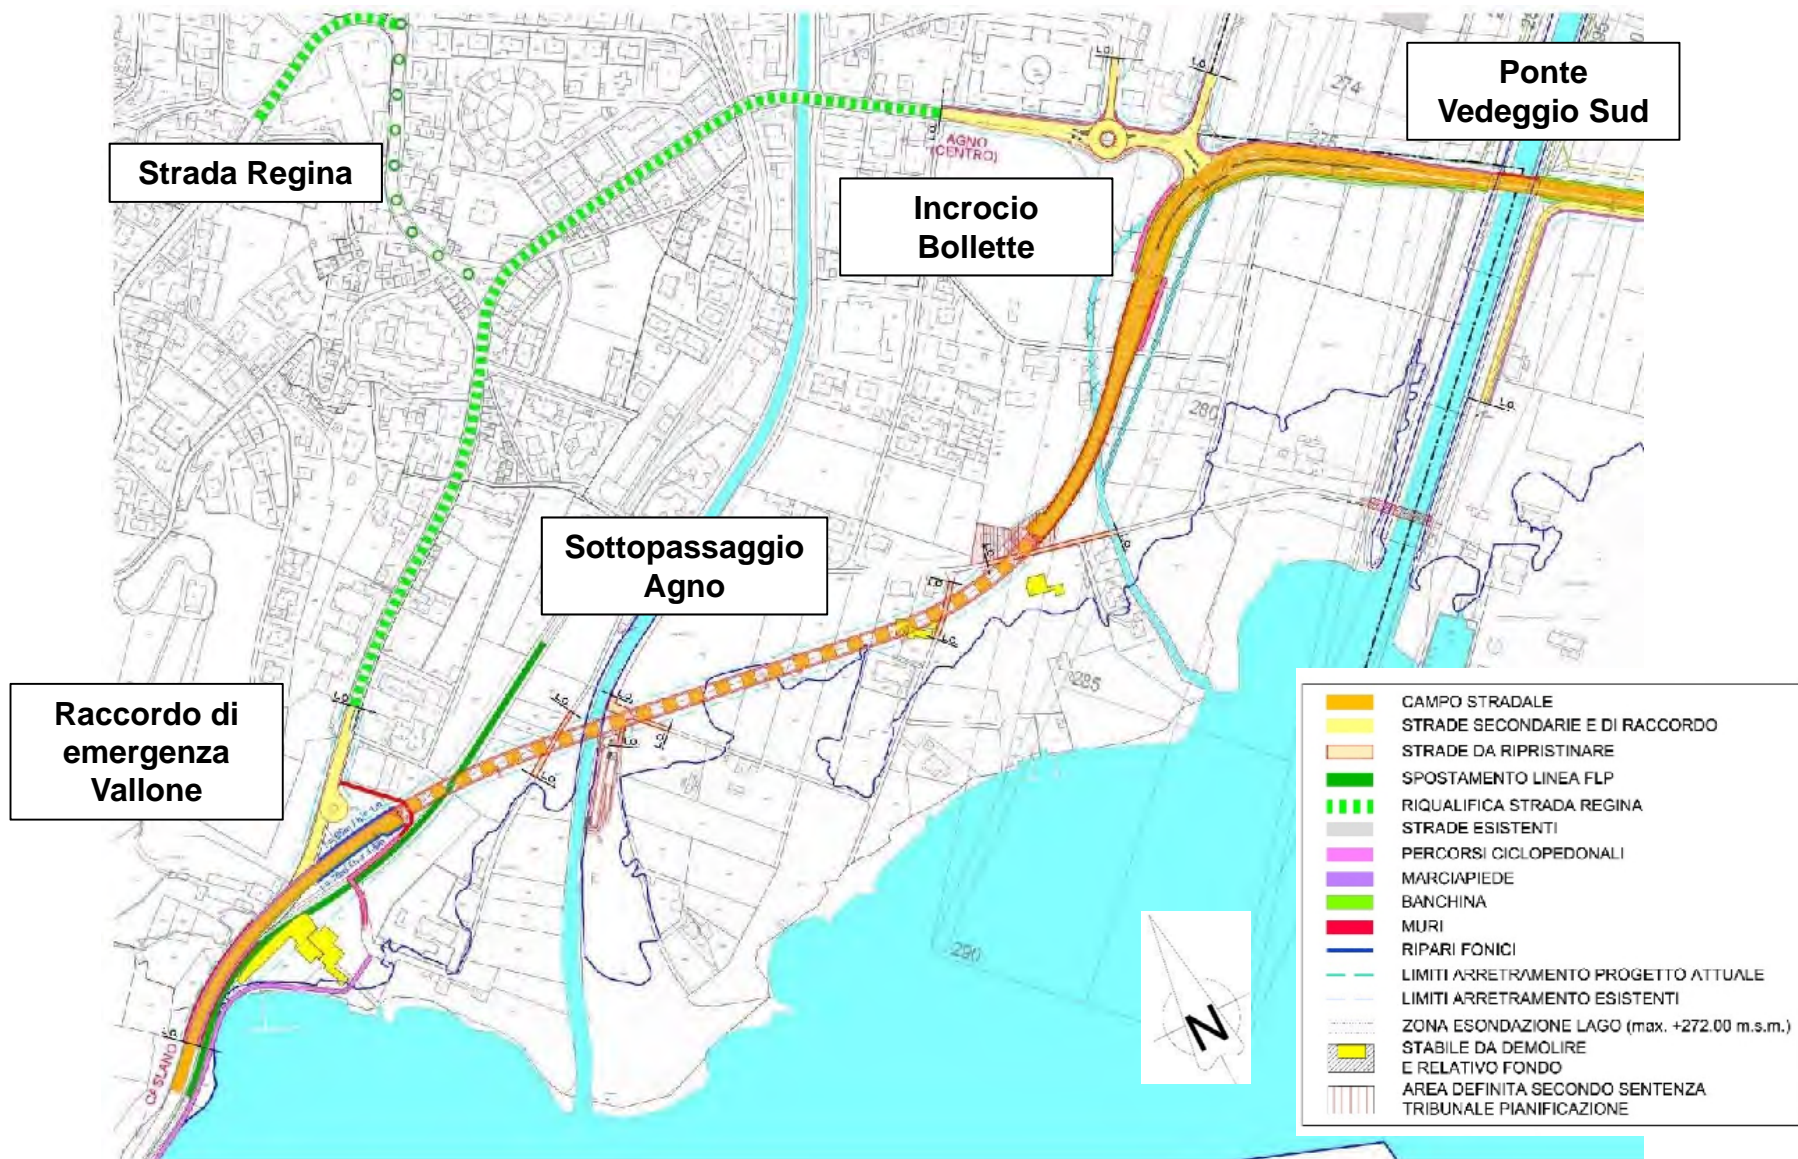 Ponte
Vedeggio Sud
274
275
L.O.
L.O.
L.O.
AGNO
(CENTRO)
Strada Regina
Incrocio
Bollette
280
L.O.
Sottopassaggio
Agno
L.O.
L.O.
L.O.
L.O.
285
Raccordo di
emergenza
Vallone
L.O.
L.O.
L.O.
L.O.
L.O.
L.O.
290
N
L.O.
CASLANO
CAMPO STRADALE
STRADE SECONDARIE E DI RACCORDO
STRADE DA RIPRISTINARE
SPOSTAMENTO LINEA FLP
RIQUALIFICA STRADA REGINA
STRADE ESISTENTI
PERCORSI CICLOPEDONALI
MARCIAPIEDE
BANCHINA
MURI
RIPARI FONICI
LIMITI ARRETRAMENTO PROGETTO ATTUALE
LIMITI ARRETRAMENTO ESISTENTI
ZONA ESONDAZIONE LAGO (max. +272.00 m.s.m.)
STABILE DA DEMOLIRE
E RELATIVO FONDO
AREA DEFINITA SECONDO SENTENZA
TRIBUNALE PIANIFICAZIONE